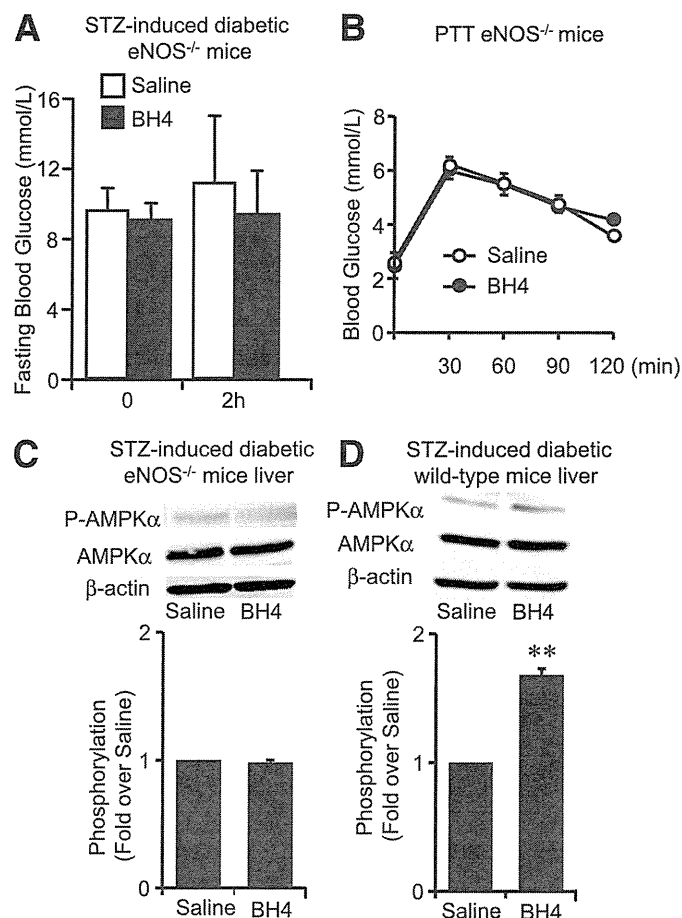 A
STZ-induced diabetic
eNOS-/- mice
Saline
BH4
Fasting Blood Glucose (mmol/L)
16
12
8
4
0
0
2h
B
PTT eNOS-/- mice
Blood Glucose (mmol/L)
8
6
4
2
0
Saline
BH4
30
60
90
120
(min)
C
STZ-induced diabetic
eNOS-/- mice liver
P-AMPKα
AMPKα
β-actin
Saline
BH4
Phosphorylation
(Fold over Saline)
2
1
0
Saline
BH4
D
STZ-induced diabetic
wild-type mice liver
P-AMPKα
AMPKα
β-actin
Saline
BH4
Phosphorylation
(Fold over Saline)
2
1
0
**
Saline
BH4